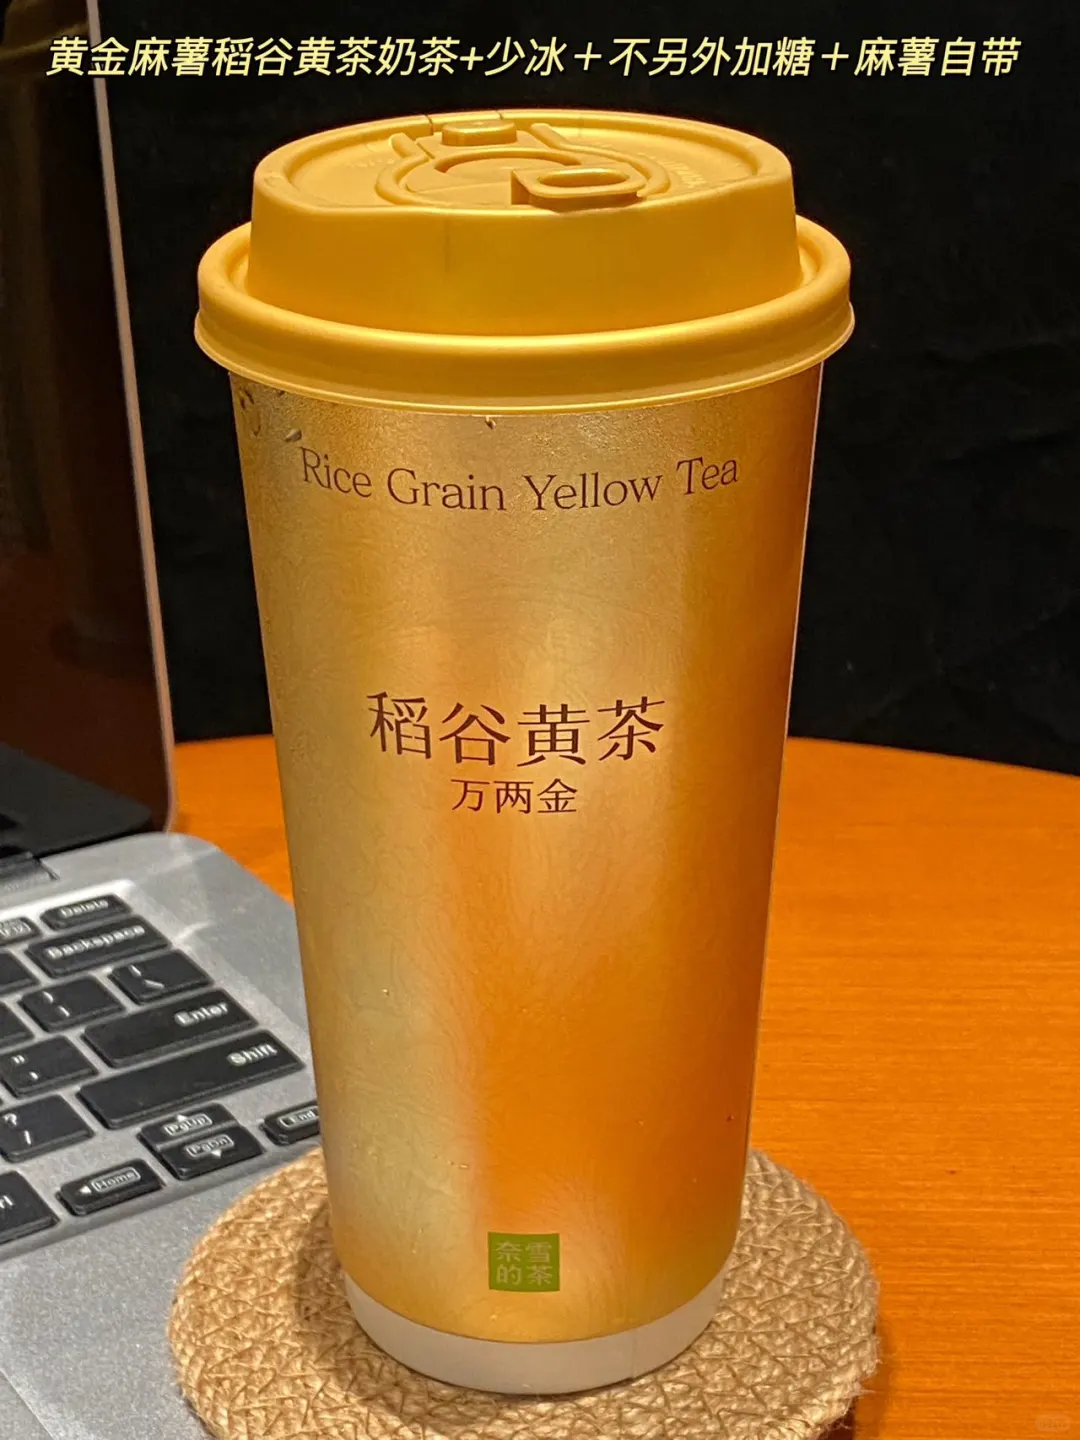 黄金麻薯稻谷黄茶奶茶+少冰＋不另外加糖＋麻薯自带
Rice Grain Yellow Tea
稻谷黄茶
万两金
奈雪
的茶
Delete
Backspace
Enter
Shift
PgUp
End
PgDn
Home